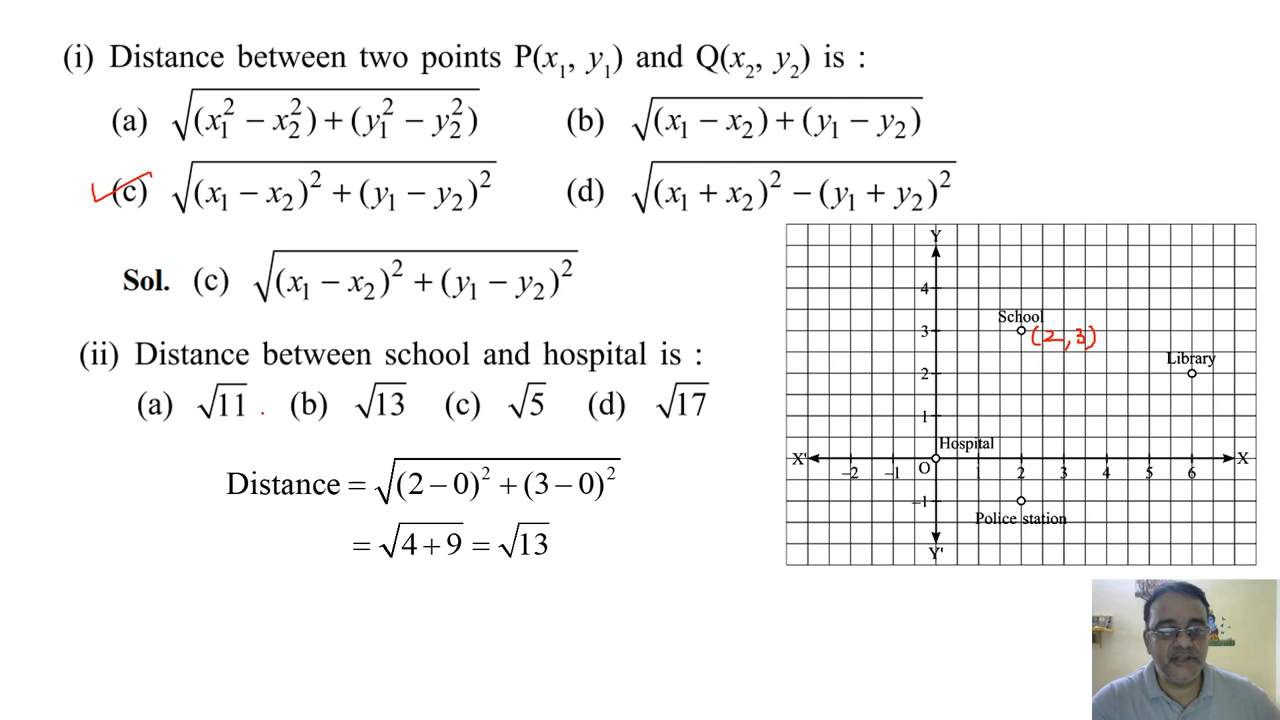 (i) Distance between two points P(x₁, y₁) and Q(x₂, y₂) is :
(a) √((x₁² − x₂²) + (y₁² − y₂²)) (b) √((x₁ − x₂) + (y₁ − y₂))
(c) √((x₁ − x₂)² + (y₁ − y₂)²) (d) √((x₁ + x₂)² − (y₁ + y₂)²)
Sol. (c) √((x₁ − x₂)² + (y₁ − y₂)²)
(ii) Distance between school and hospital is :
(a) √11 . (b) √13 (c) √5 (d) √17
Distance = √((2 − 0)² + (3 − 0)²)
= √(4 + 9) = √13
Y
4
School
3 (2, 3)
Library
2
1
Hospital
X' O X
−2 −1 1 2 3 4 5 6
−1
Police station
Y'